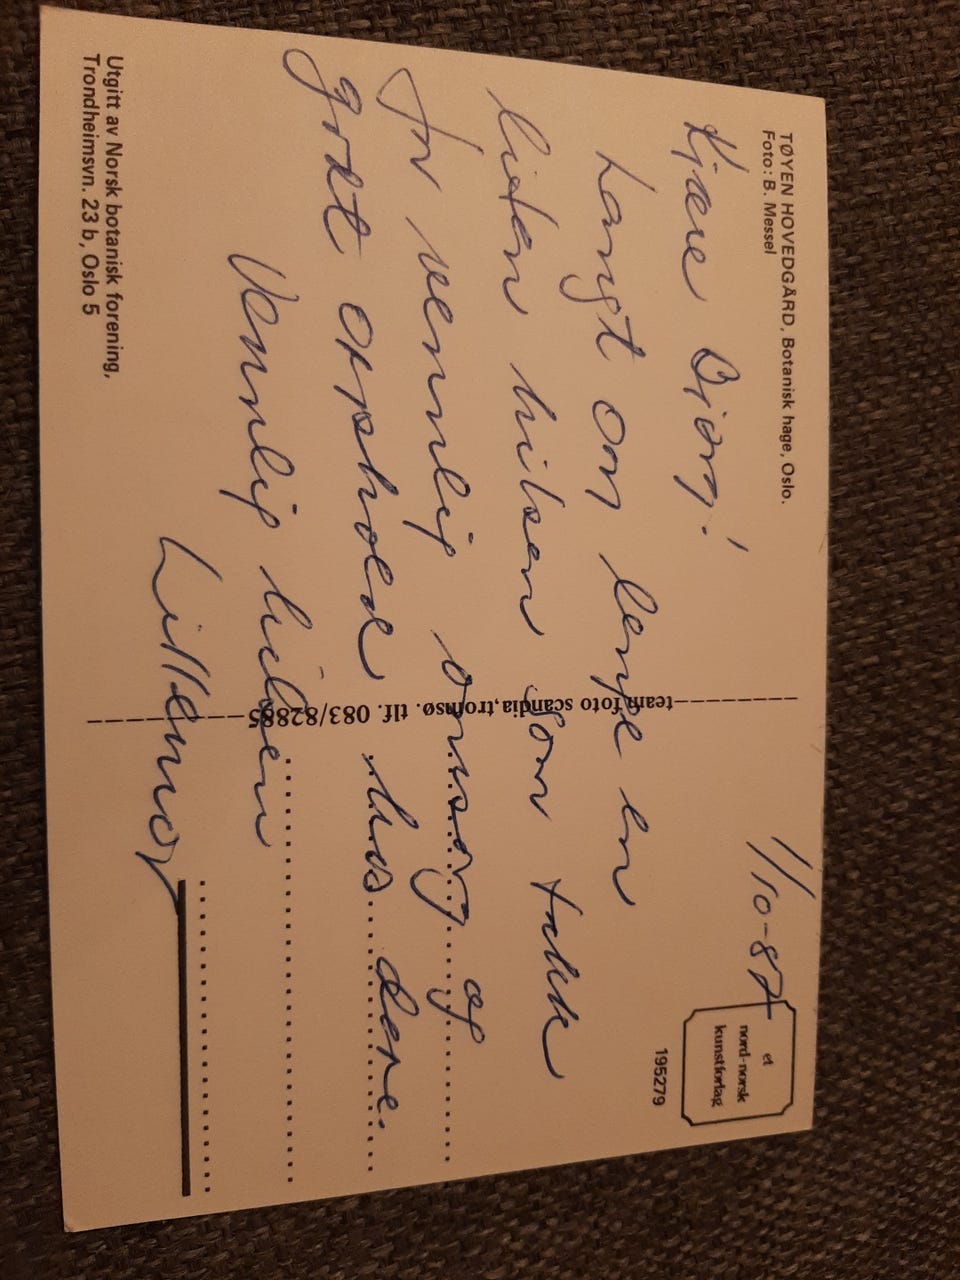 TØYEN HOVEDGÅRD, Botanisk hage, Oslo.
Foto: B. Messel
1/10-87
et
nord-norsk
kunstforlag
195279
Kjære Bjørg!
Langt om lenge en
liten hilsen som takk
for vennlig omsorg og
godt opphold hos dere.
Vennlig hilsen
Lillemor
team foto scandia, tromsø. tlf. 083/82885
Utgitt av Norsk botanisk forening,
Trondheimsvn. 23 b, Oslo 5